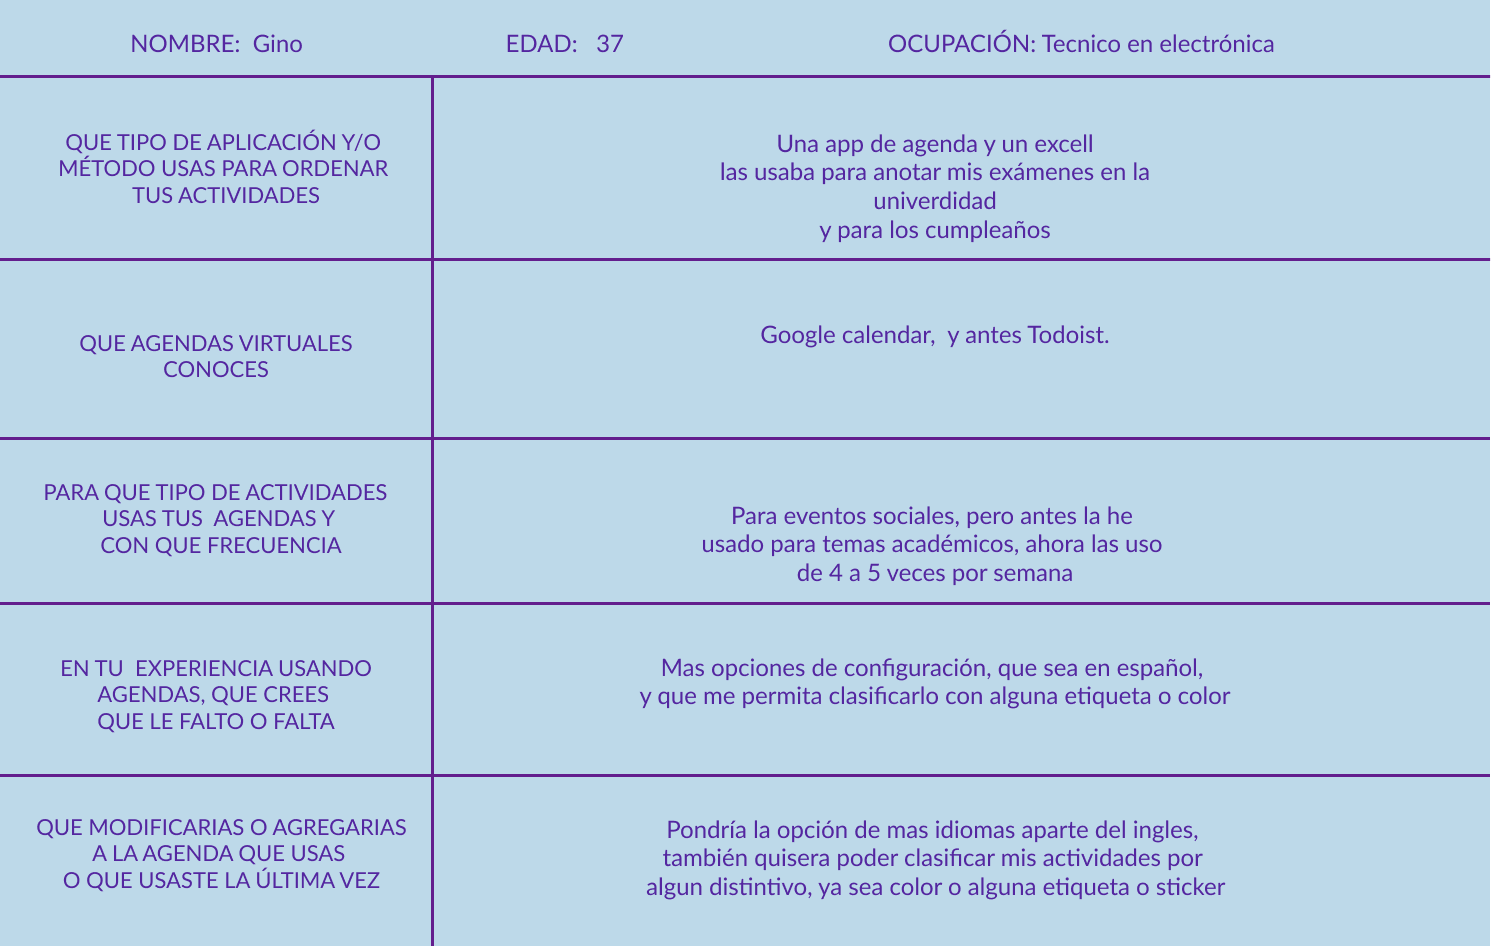 NOMBRE: Gino EDAD: 37 OCUPACIÓN: Tecnico en electrónica
QUE TIPO DE APLICACIÓN Y/O
MÉTODO USAS PARA ORDENAR
TUS ACTIVIDADES
Una app de agenda y un excell
las usaba para anotar mis exámenes en la
univerdidad
y para los cumpleaños
QUE AGENDAS VIRTUALES
CONOCES
Google calendar, y antes Todoist.
PARA QUE TIPO DE ACTIVIDADES
USAS TUS AGENDAS Y
CON QUE FRECUENCIA
Para eventos sociales, pero antes la he
usado para temas académicos, ahora las uso
de 4 a 5 veces por semana
EN TU EXPERIENCIA USANDO
AGENDAS, QUE CREES
QUE LE FALTO O FALTA
Mas opciones de configuración, que sea en español,
y que me permita clasificarlo con alguna etiqueta o color
QUE MODIFICARIAS O AGREGARIAS
A LA AGENDA QUE USAS
O QUE USASTE LA ÚLTIMA VEZ
Pondría la opción de mas idiomas aparte del ingles,
también quisera poder clasificar mis actividades por
algun distintivo, ya sea color o alguna etiqueta o sticker